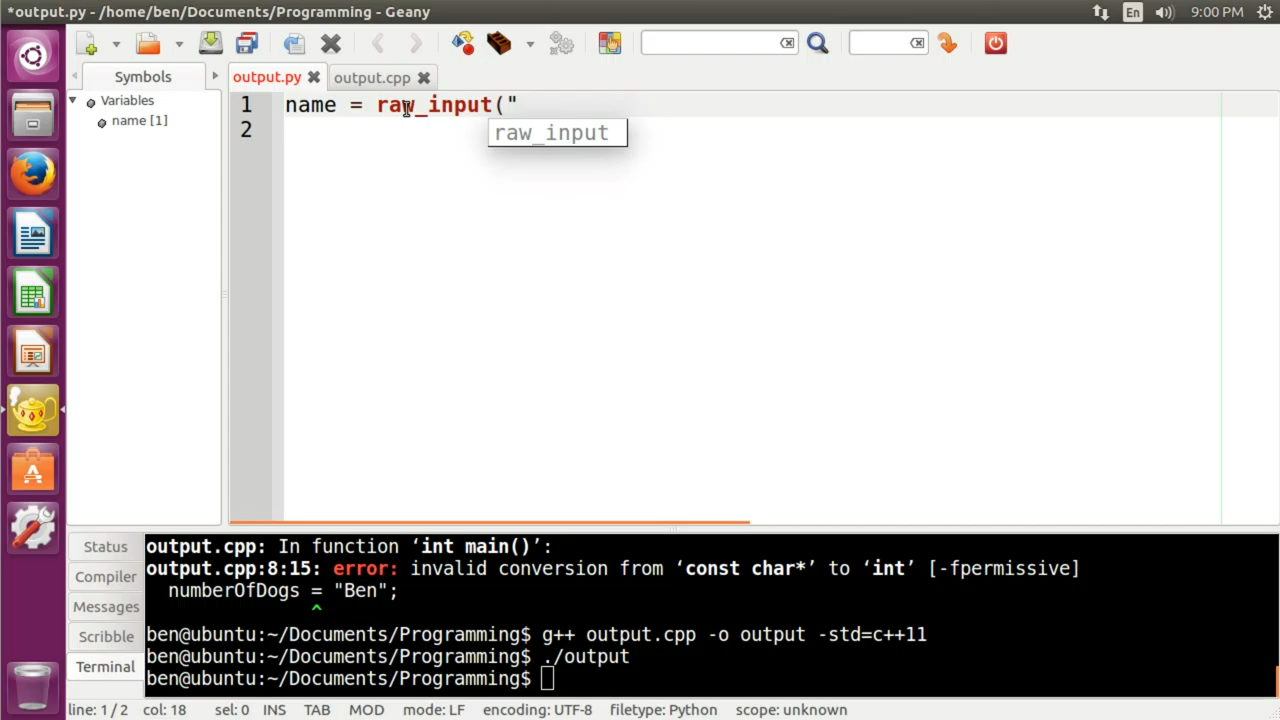 *output.py - /home/ben/Documents/Programming - Geany
En
9:00 PM
Symbols
output.py
output.cpp
Variables
name [1]
1 name = raw_input("
2
raw_input
Status
Compiler
Messages
Scribble
Terminal
output.cpp: In function ‘int main()’:
output.cpp:8:15: error: invalid conversion from ‘const char*’ to ‘int’ [-fpermissive]
numberOfDogs = "Ben";
^
ben@ubuntu:~/Documents/Programming$ g++ output.cpp -o output -std=c++11
ben@ubuntu:~/Documents/Programming$ ./output
ben@ubuntu:~/Documents/Programming$
line: 1 / 2 col: 18 sel: 0 INS TAB MOD mode: LF encoding: UTF-8 filetype: Python scope: unknown